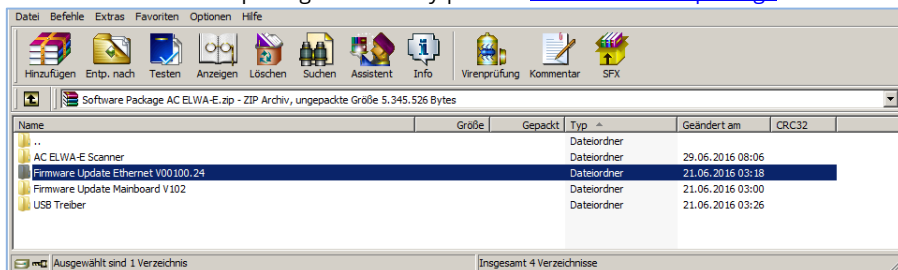 Datei Befehle Extras Favoriten Optionen Hilfe
Hinzufügen Entp. nach Testen Anzeigen Löschen Suchen Assistent Info Virenprüfung Kommentar SFX
Software Package AC ELWA-E.zip - ZIP Archiv, ungepackte Größe 5.345.526 Bytes
Name Größe Gepackt Typ Geändert am CRC32
.. Dateiordner
AC ELWA-E Scanner Dateiordner 29.06.2016 08:06
Firmware Update Ethernet V00100.24 Dateiordner 21.06.2016 03:18
Firmware Update Mainboard V102 Dateiordner 21.06.2016 03:00
USB Treiber Dateiordner 21.06.2016 03:26
Ausgewählt sind 1 Verzeichnis Insgesamt 4 Verzeichnisse